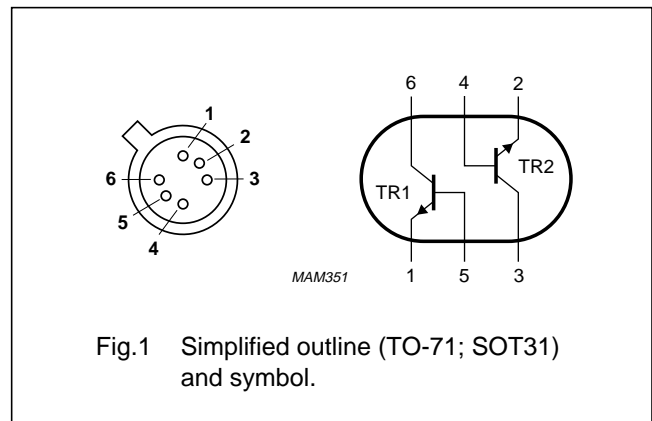 1
2
3
4
5
6
6 4 2
TR1
TR2
1 5 3
MAM351
Fig.1 Simplified outline (TO-71; SOT31)
and symbol.